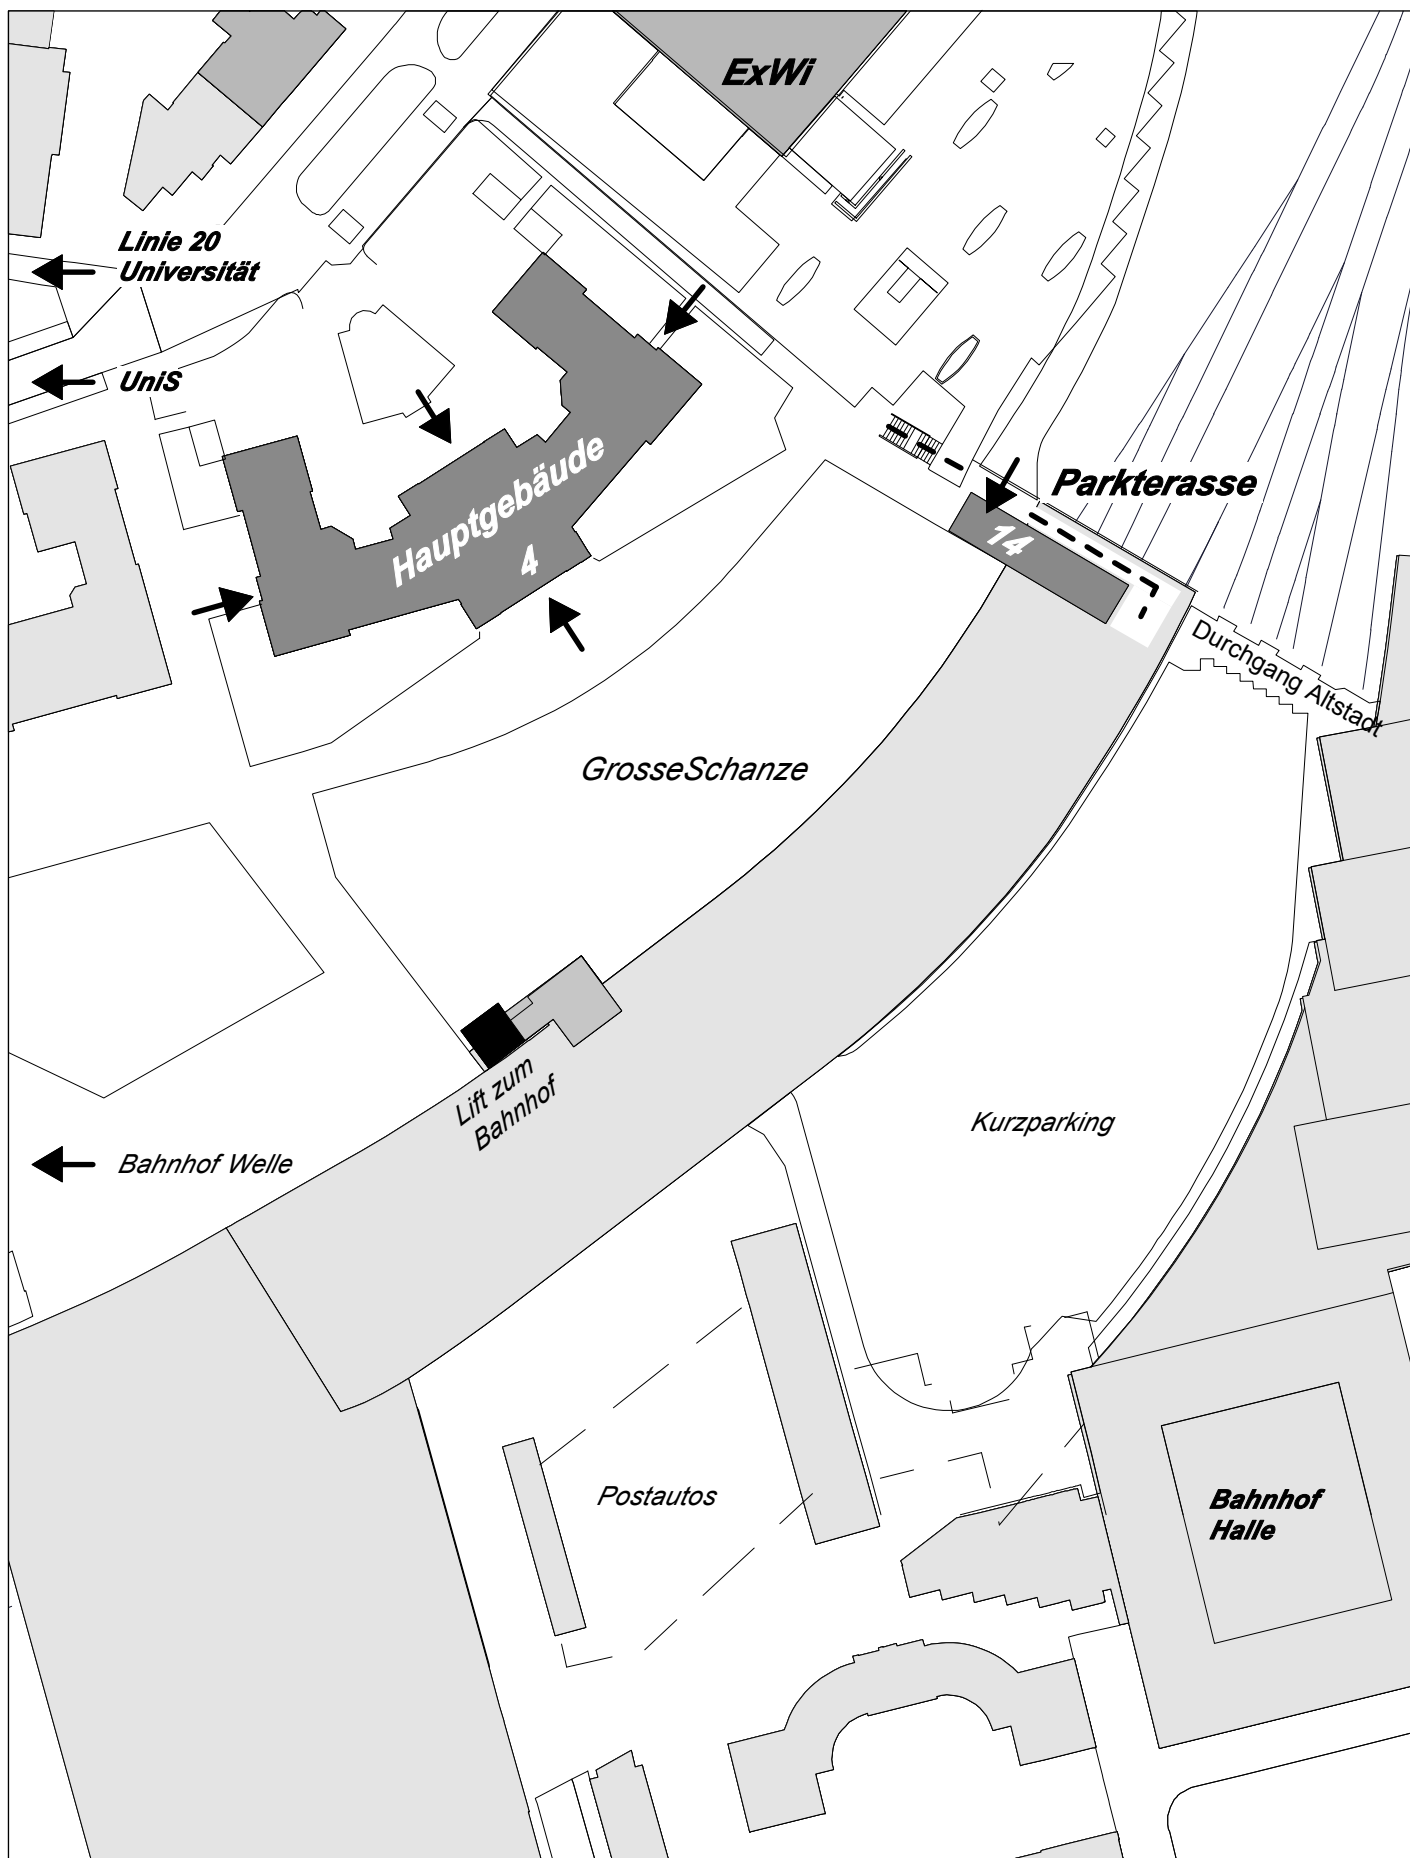 ExWi
Linie 20
Universität
UniS
Hauptgebäude
4
Parkterasse
14
Durchgang Altstadt
GrosseSchanze
Lift zum
Bahnhof
Kurzparking
Bahnhof Welle
Postautos
Bahnhof
Halle